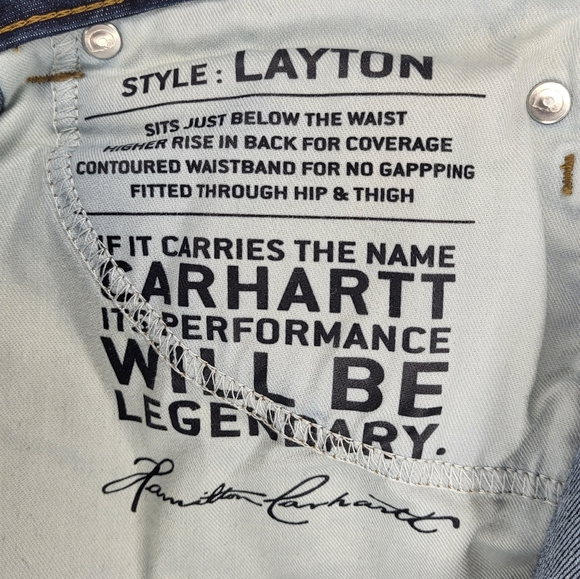 STYLE : LAYTON
SITS JUST BELOW THE WAIST
HIGHER RISE IN BACK FOR COVERAGE
CONTOURED WAISTBAND FOR NO GAPPPING
FITTED THROUGH HIP & THIGH
IF IT CARRIES THE NAME
CARHARTT
ITS PERFORMANCE
WILL BE
LEGENDARY.
Hamilton Carhartt